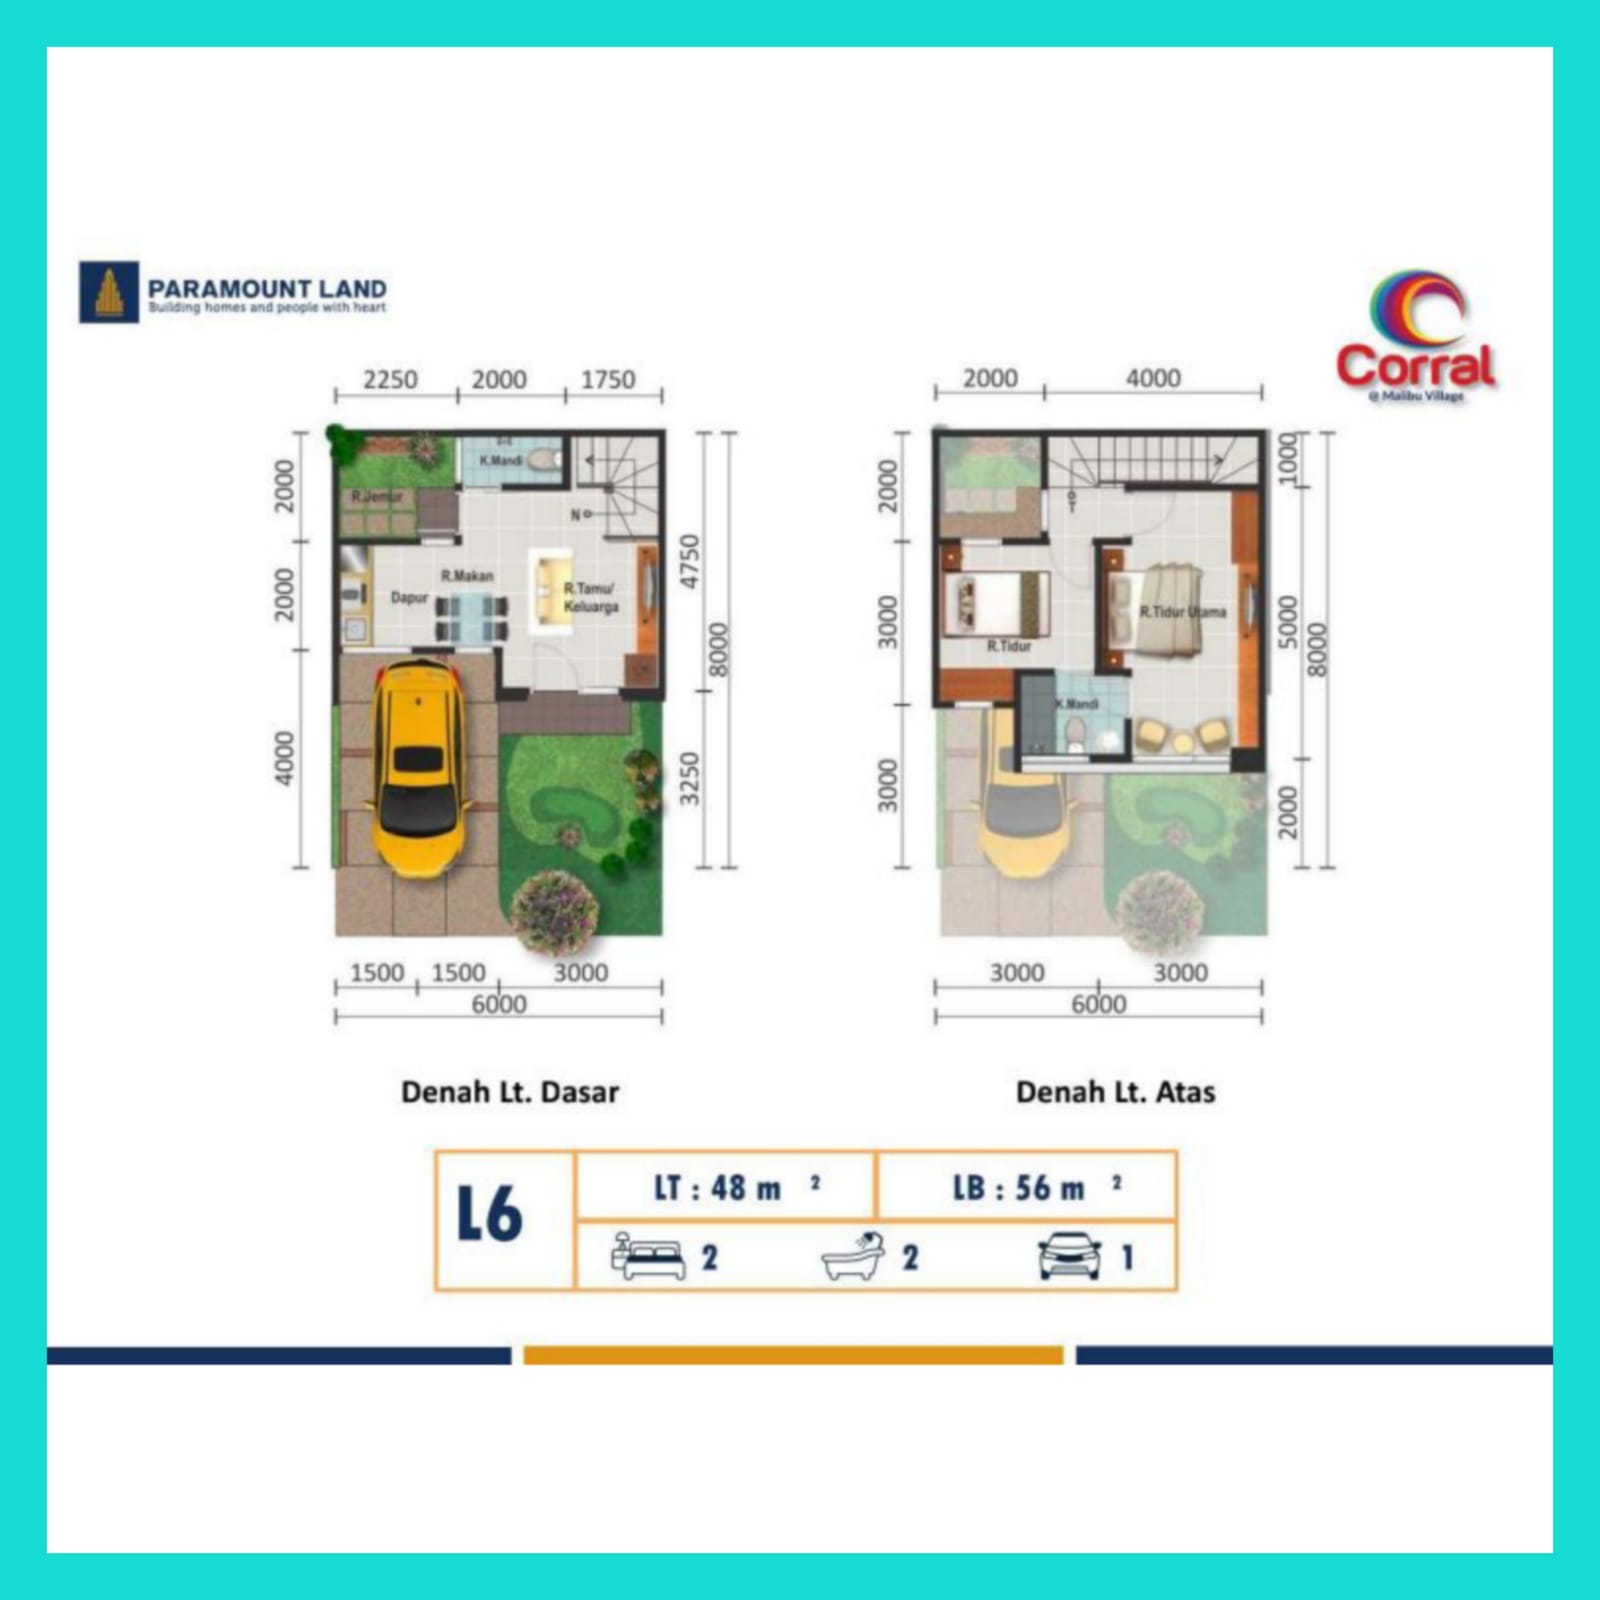 PARAMOUNT LAND
Building homes and people with heart
Corral
@ Malibu Village
2250 2000 1750
2000 4000
2000
2000
4000
4750
3250
8000
K.Mandi
R.Jemur
N
R.Makan
Dapur
R.Tamu/
Keluarga
1500 1500 3000
6000
2000
3000
3000
1000
5000
2000
8000
T
R.Tidur Utama
R.Tidur
K.Mandi
3000 3000
6000
Denah Lt. Dasar
Denah Lt. Atas
L6
LT : 48 m ²
LB : 56 m ²
2 2 1